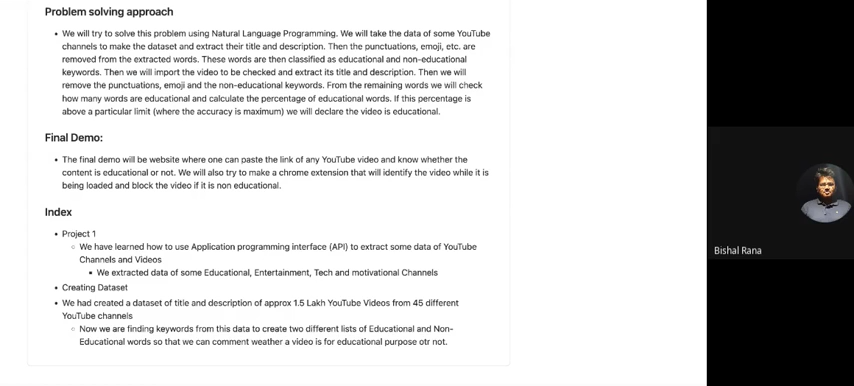 Problem solving approach
We will try to solve this problem using Natural Language Programming. We will take the data of some YouTube
channels to make the dataset and extract their title and description. Then the punctuations, emoji, etc. are
removed from the extracted words. These words are then classified as educational and non-educational
keywords. Then we will import the video to be checked and extract its title and description. Then we will
remove the punctuations, emoji and the non-educational keywords. From the remaining words we will check
how many words are educational and calculate the percentage of educational words. If this percentage is
above a particular limit (where the accuracy is maximum) we will declare the video is educational.
Final Demo:
The final demo will be website where one can paste the link of any YouTube video and know whether the
content is educational or not. We will also try to make a chrome extension that will identify the video while it is
being loaded and block the video if it is non educational.
Index
Project 1
We have learned how to use Application programming interface (API) to extract some data of YouTube
Channels and Videos
We extracted data of some Educational, Entertainment, Tech and motivational Channels
Creating Dataset
We had created a dataset of title and description of approx 1.5 Lakh YouTube Videos from 45 different
YouTube channels
Now we are finding keywords from this data to create two different lists of Educational and Non-
Educational words so that we can comment weather a video is for educational purpose otr not.
Bishal Rana